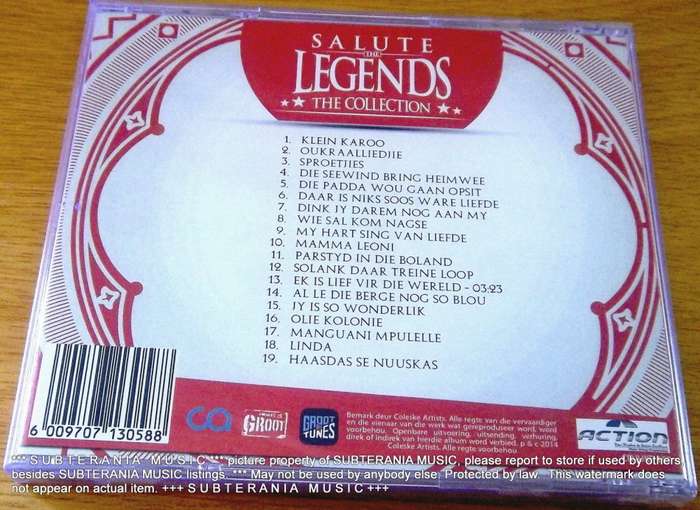 SALUTE
THE
LEGENDS
THE COLLECTION
1. KLEIN KAROO
2. OUKRAALLIEDJIE
3. SPROETJIES
4. DIE SEEWIND BRING HEIMWEE
5. DIE PADDA WOU GAAN OPSIT
6. DAAR IS NIKS SOOS WARE LIEFDE
7. DINK JY DAREM NOG AAN MY
8. WIE SAL KOM NAGSE
9. MY HART SING VAN LIEFDE
10. MAMMA LEONI
11. PARSTYD IN DIE BOLAND
12. SOLANK DAAR TREINE LOOP
13. EK IS LIEF VIR DIE WERELD - 03:23
14. AL LE DIE BERGE NOG SO BLOU
15. JY IS SO WONDERLIK
16. OLIE KOLONIE
17. MANGUANI MPULELLE
18. LINDA
19. HAASDAS SE NUUSKAS
6 009707 130588
ca
GROOT
GROOT
TUNES
Bemark deur Coleske Artists. Alle regte van die vervaardiger
en die eienaar van die werk wat gereproduseer word, word
voorbehou. Openbare uitvoering, uitsending, verhuring,
direk of indirek van hierdie album word verbied. p & c 2014
Coleske Artists. Alle regte voorbehou
ACTION
*** S U B T E R A N I A M U S I C *** picture property of SUBTERANIA MUSIC, please report to store if used by others
besides SUBTERANIA MUSIC listings. *** May not be used by anybody else. Protected by law. This watermark does
not appear on actual item. +++ S U B T E R A N I A M U S I C +++